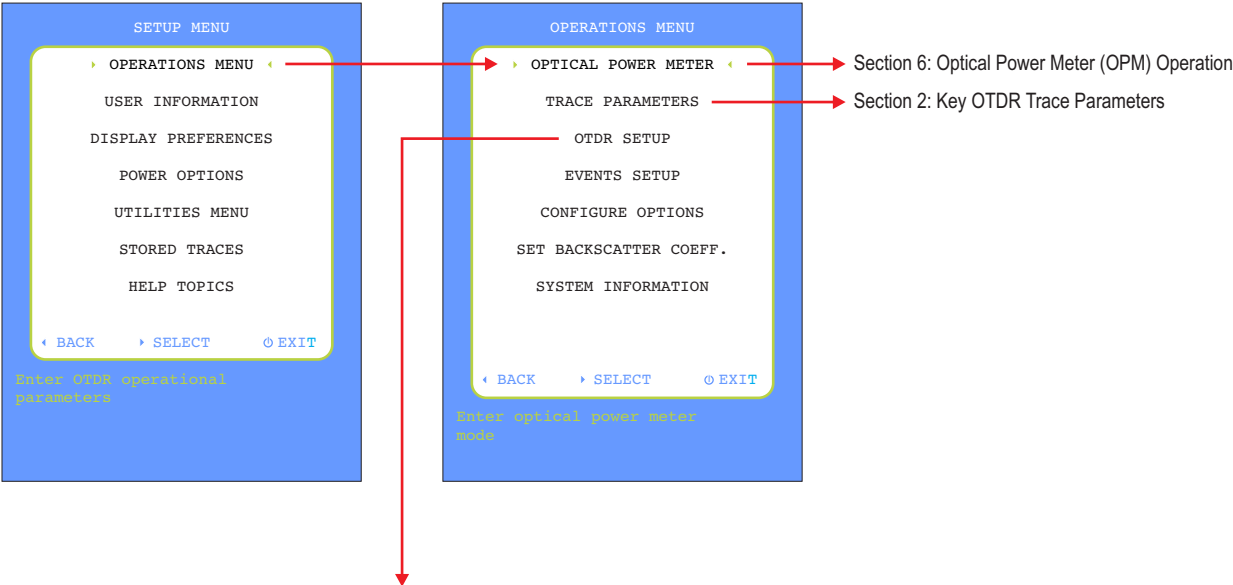 SETUP MENU
OPERATIONS MENU
USER INFORMATION
DISPLAY PREFERENCES
POWER OPTIONS
UTILITIES MENU
STORED TRACES
HELP TOPICS
BACK SELECT EXIT
Enter OTDR operational
parameters
OPERATIONS MENU
OPTICAL POWER METER
TRACE PARAMETERS
OTDR SETUP
EVENTS SETUP
CONFIGURE OPTIONS
SET BACKSCATTER COEFF.
SYSTEM INFORMATION
BACK SELECT EXIT
Enter optical power meter
mode
Section 6: Optical Power Meter (OPM) Operation
Section 2: Key OTDR Trace Parameters